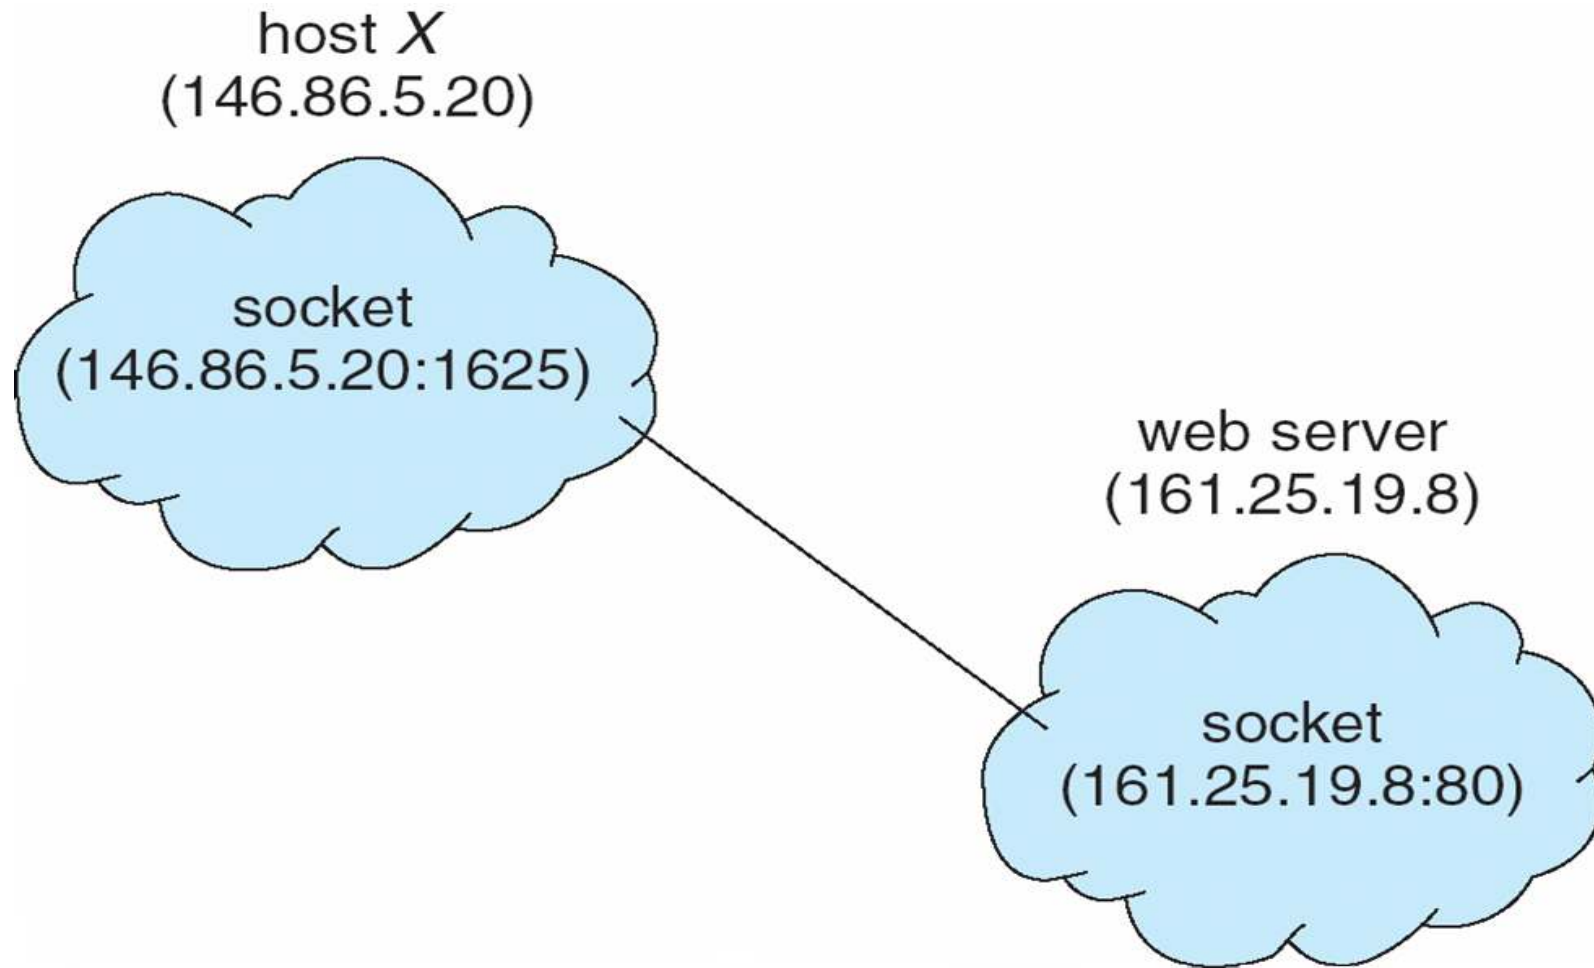 host X
(146.86.5.20)
socket
(146.86.5.20:1625)
web server
(161.25.19.8)
socket
(161.25.19.8:80)